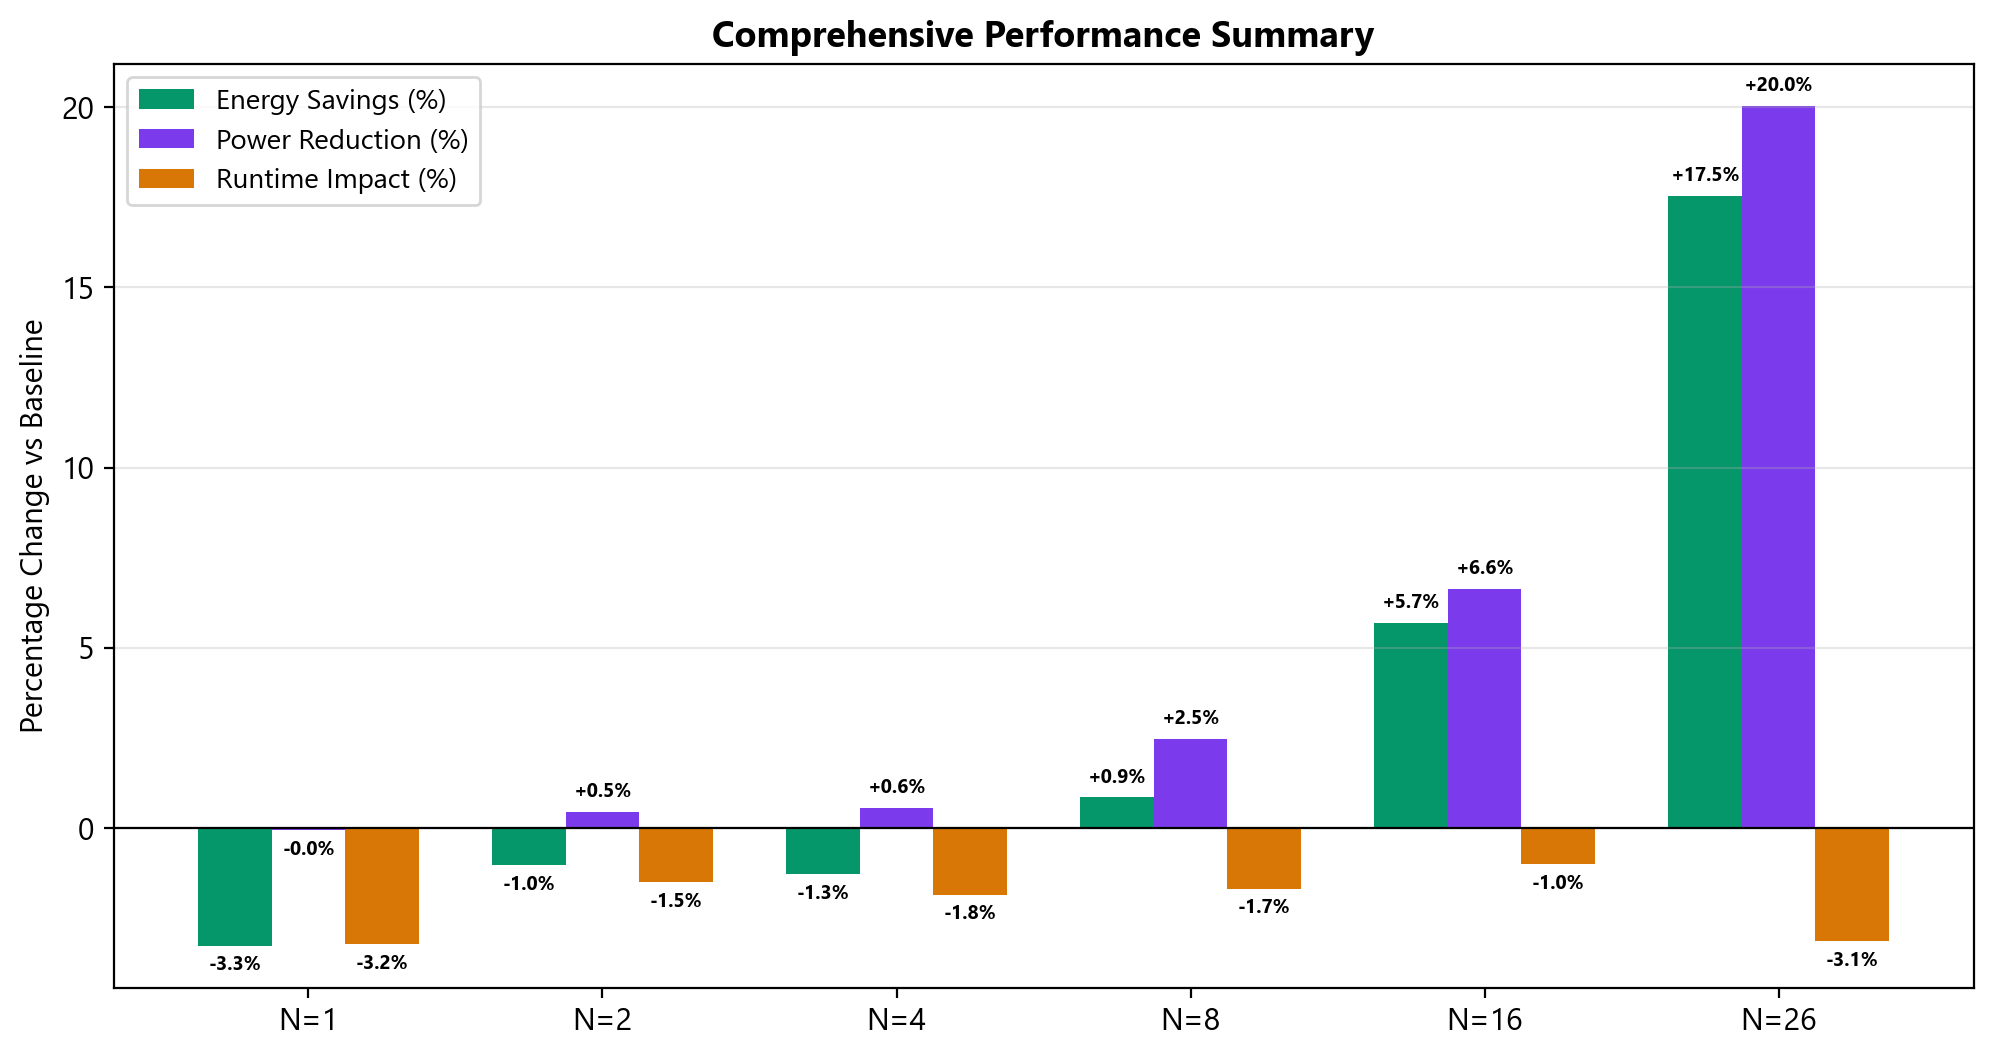 Comprehensive Performance Summary
Energy Savings (%)
Power Reduction (%)
Runtime Impact (%)
Percentage Change vs Baseline
20
15
10
5
0
-3.3%
-0.0%
-3.2%
-1.0%
+0.5%
-1.5%
-1.3%
+0.6%
-1.8%
+0.9%
+2.5%
-1.7%
+5.7%
+6.6%
-1.0%
+17.5%
+20.0%
-3.1%
N=1
N=2
N=4
N=8
N=16
N=26